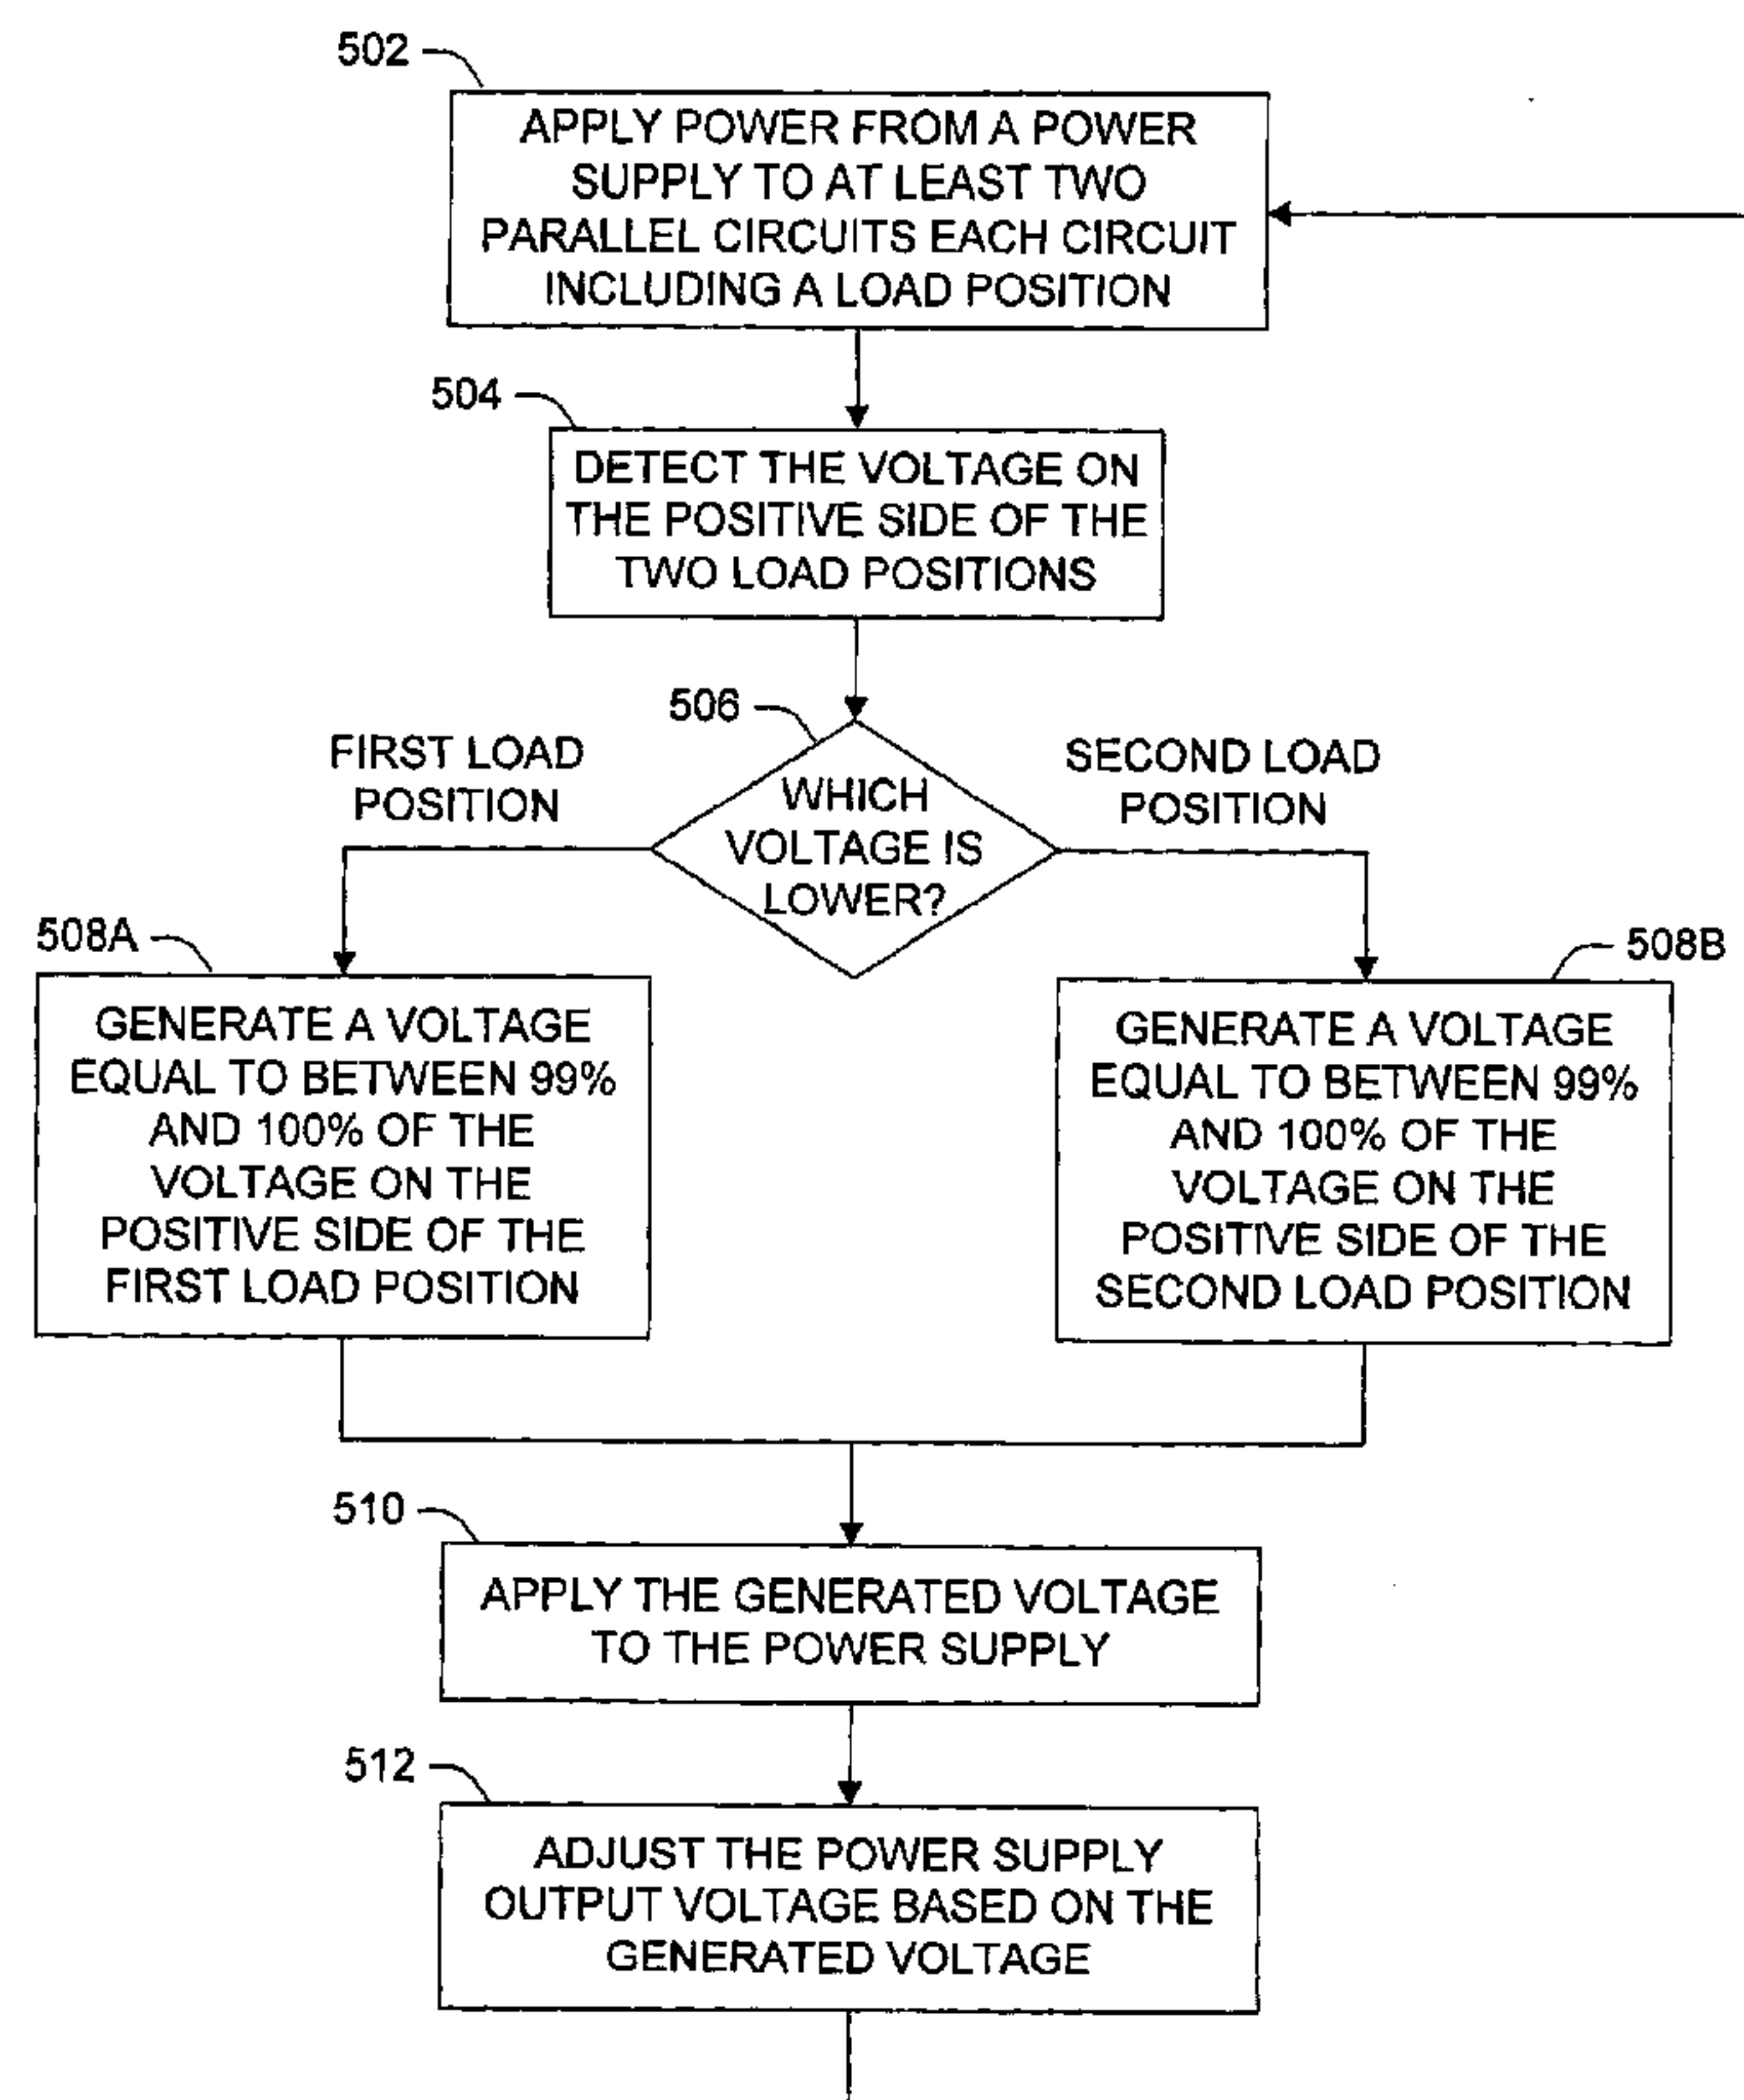 502
APPLY POWER FROM A POWER
SUPPLY TO AT LEAST TWO
PARALLEL CIRCUITS EACH CIRCUIT
INCLUDING A LOAD POSITION
504
DETECT THE VOLTAGE ON
THE POSITIVE SIDE OF THE
TWO LOAD POSITIONS
506
FIRST LOAD
POSITION
WHICH
VOLTAGE IS
LOWER?
SECOND LOAD
POSITION
508A
GENERATE A VOLTAGE
EQUAL TO BETWEEN 99%
AND 100% OF THE
VOLTAGE ON THE
POSITIVE SIDE OF THE
FIRST LOAD POSITION
508B
GENERATE A VOLTAGE
EQUAL TO BETWEEN 99%
AND 100% OF THE
VOLTAGE ON THE
POSITIVE SIDE OF THE
SECOND LOAD POSITION
510
APPLY THE GENERATED VOLTAGE
TO THE POWER SUPPLY
512
ADJUST THE POWER SUPPLY
OUTPUT VOLTAGE BASED ON THE
GENERATED VOLTAGE